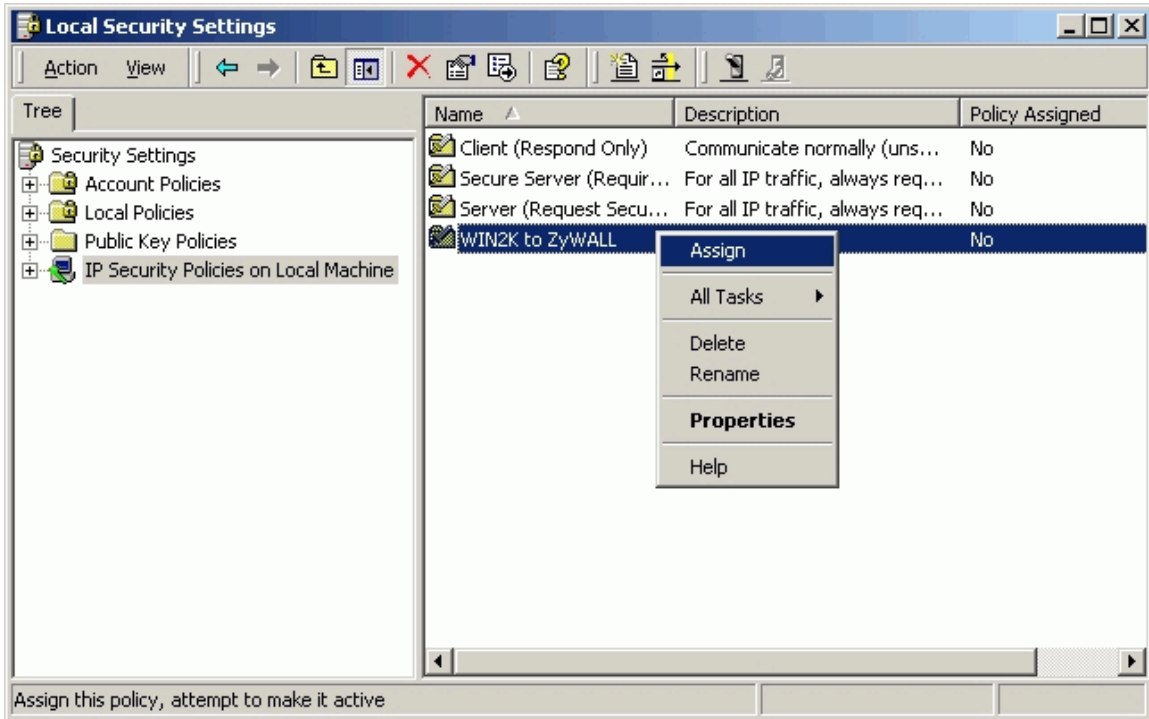 Local Security Settings
Action View
Tree
Security Settings
Account Policies
Local Policies
Public Key Policies
IP Security Policies on Local Machine
Name Description Policy Assigned
Client (Respond Only) Communicate normally (uns... No
Secure Server (Requir... For all IP traffic, always req... No
Server (Request Secu... For all IP traffic, always req... No
WIN2K to ZyWALL No
Assign
All Tasks
Delete
Rename
Properties
Help
Assign this policy, attempt to make it active